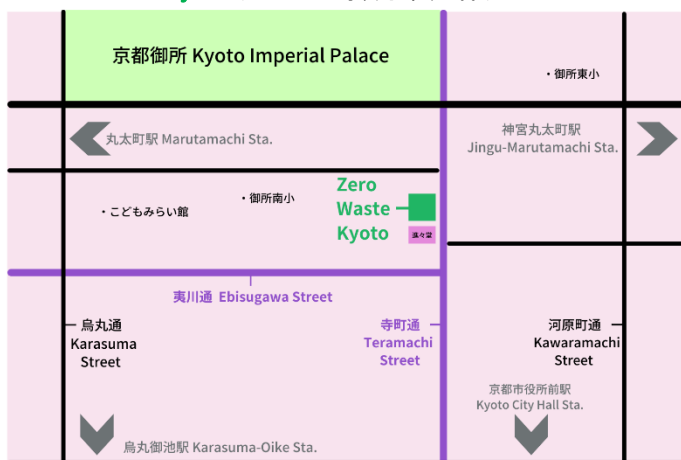 京都御所 Kyoto Imperial Palace
・御所東小
丸太町駅 Marutamachi Sta.
神宮丸太町駅
Jingu-Marutamachi Sta.
・こどもみらい館
・御所南小
Zero
Waste
Kyoto
進々堂
夷川通 Ebisugawa Street
烏丸通
Karasuma
Street
寺町通
Teramachi
Street
河原町通
Kawaramachi
Street
京都市役所前駅
Kyoto City Hall Sta.
烏丸御池駅 Karasuma-Oike Sta.